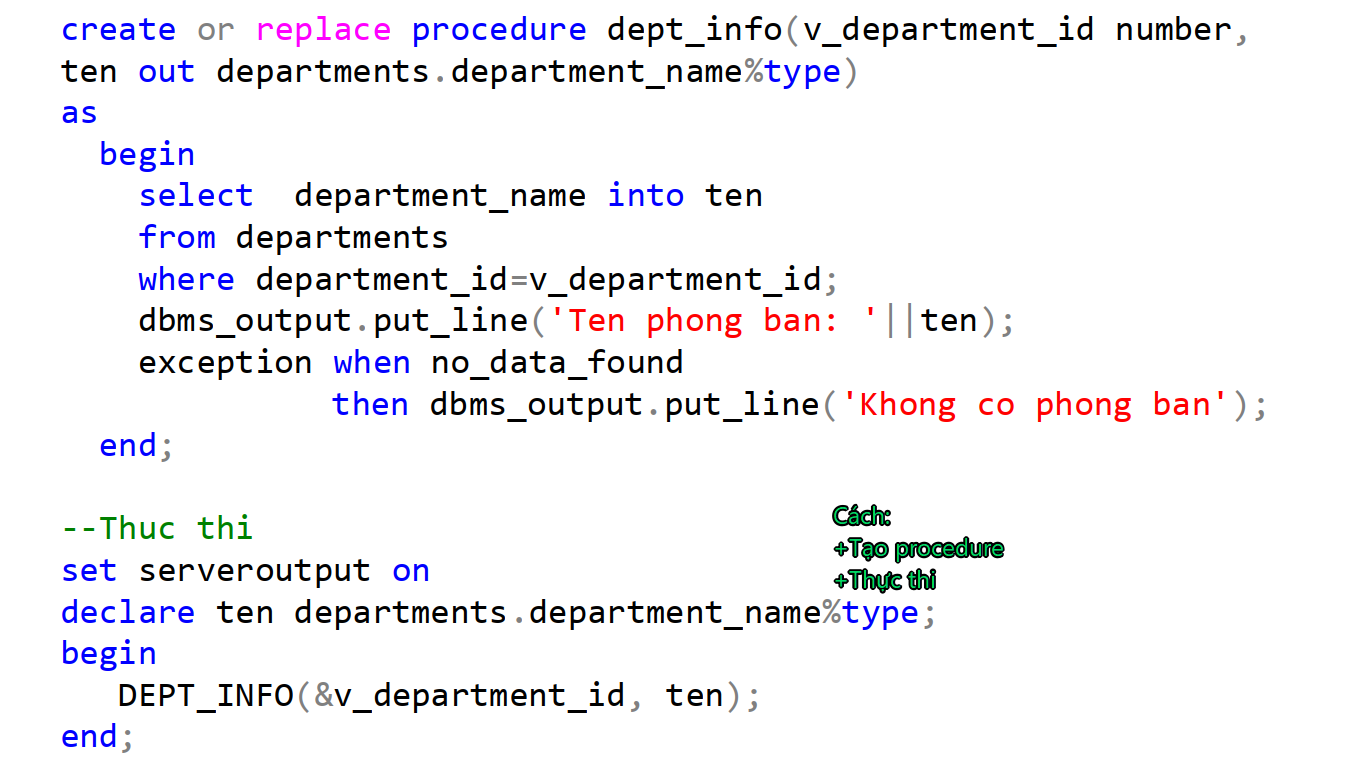 create or replace procedure dept_info(v_department_id number,
ten out departments.department_name%type)
as
begin
select  department_name into ten
from departments
where department_id=v_department_id;
dbms_output.put_line('Ten phong ban: '||ten);
exception when no_data_found
then dbms_output.put_line('Khong co phong ban');
end;
--Thuc thi
Cách:
+Tạo procedure
+Thực thi
set serveroutput on
declare ten departments.department_name%type;
begin
DEPT_INFO(&v_department_id, ten);
end;